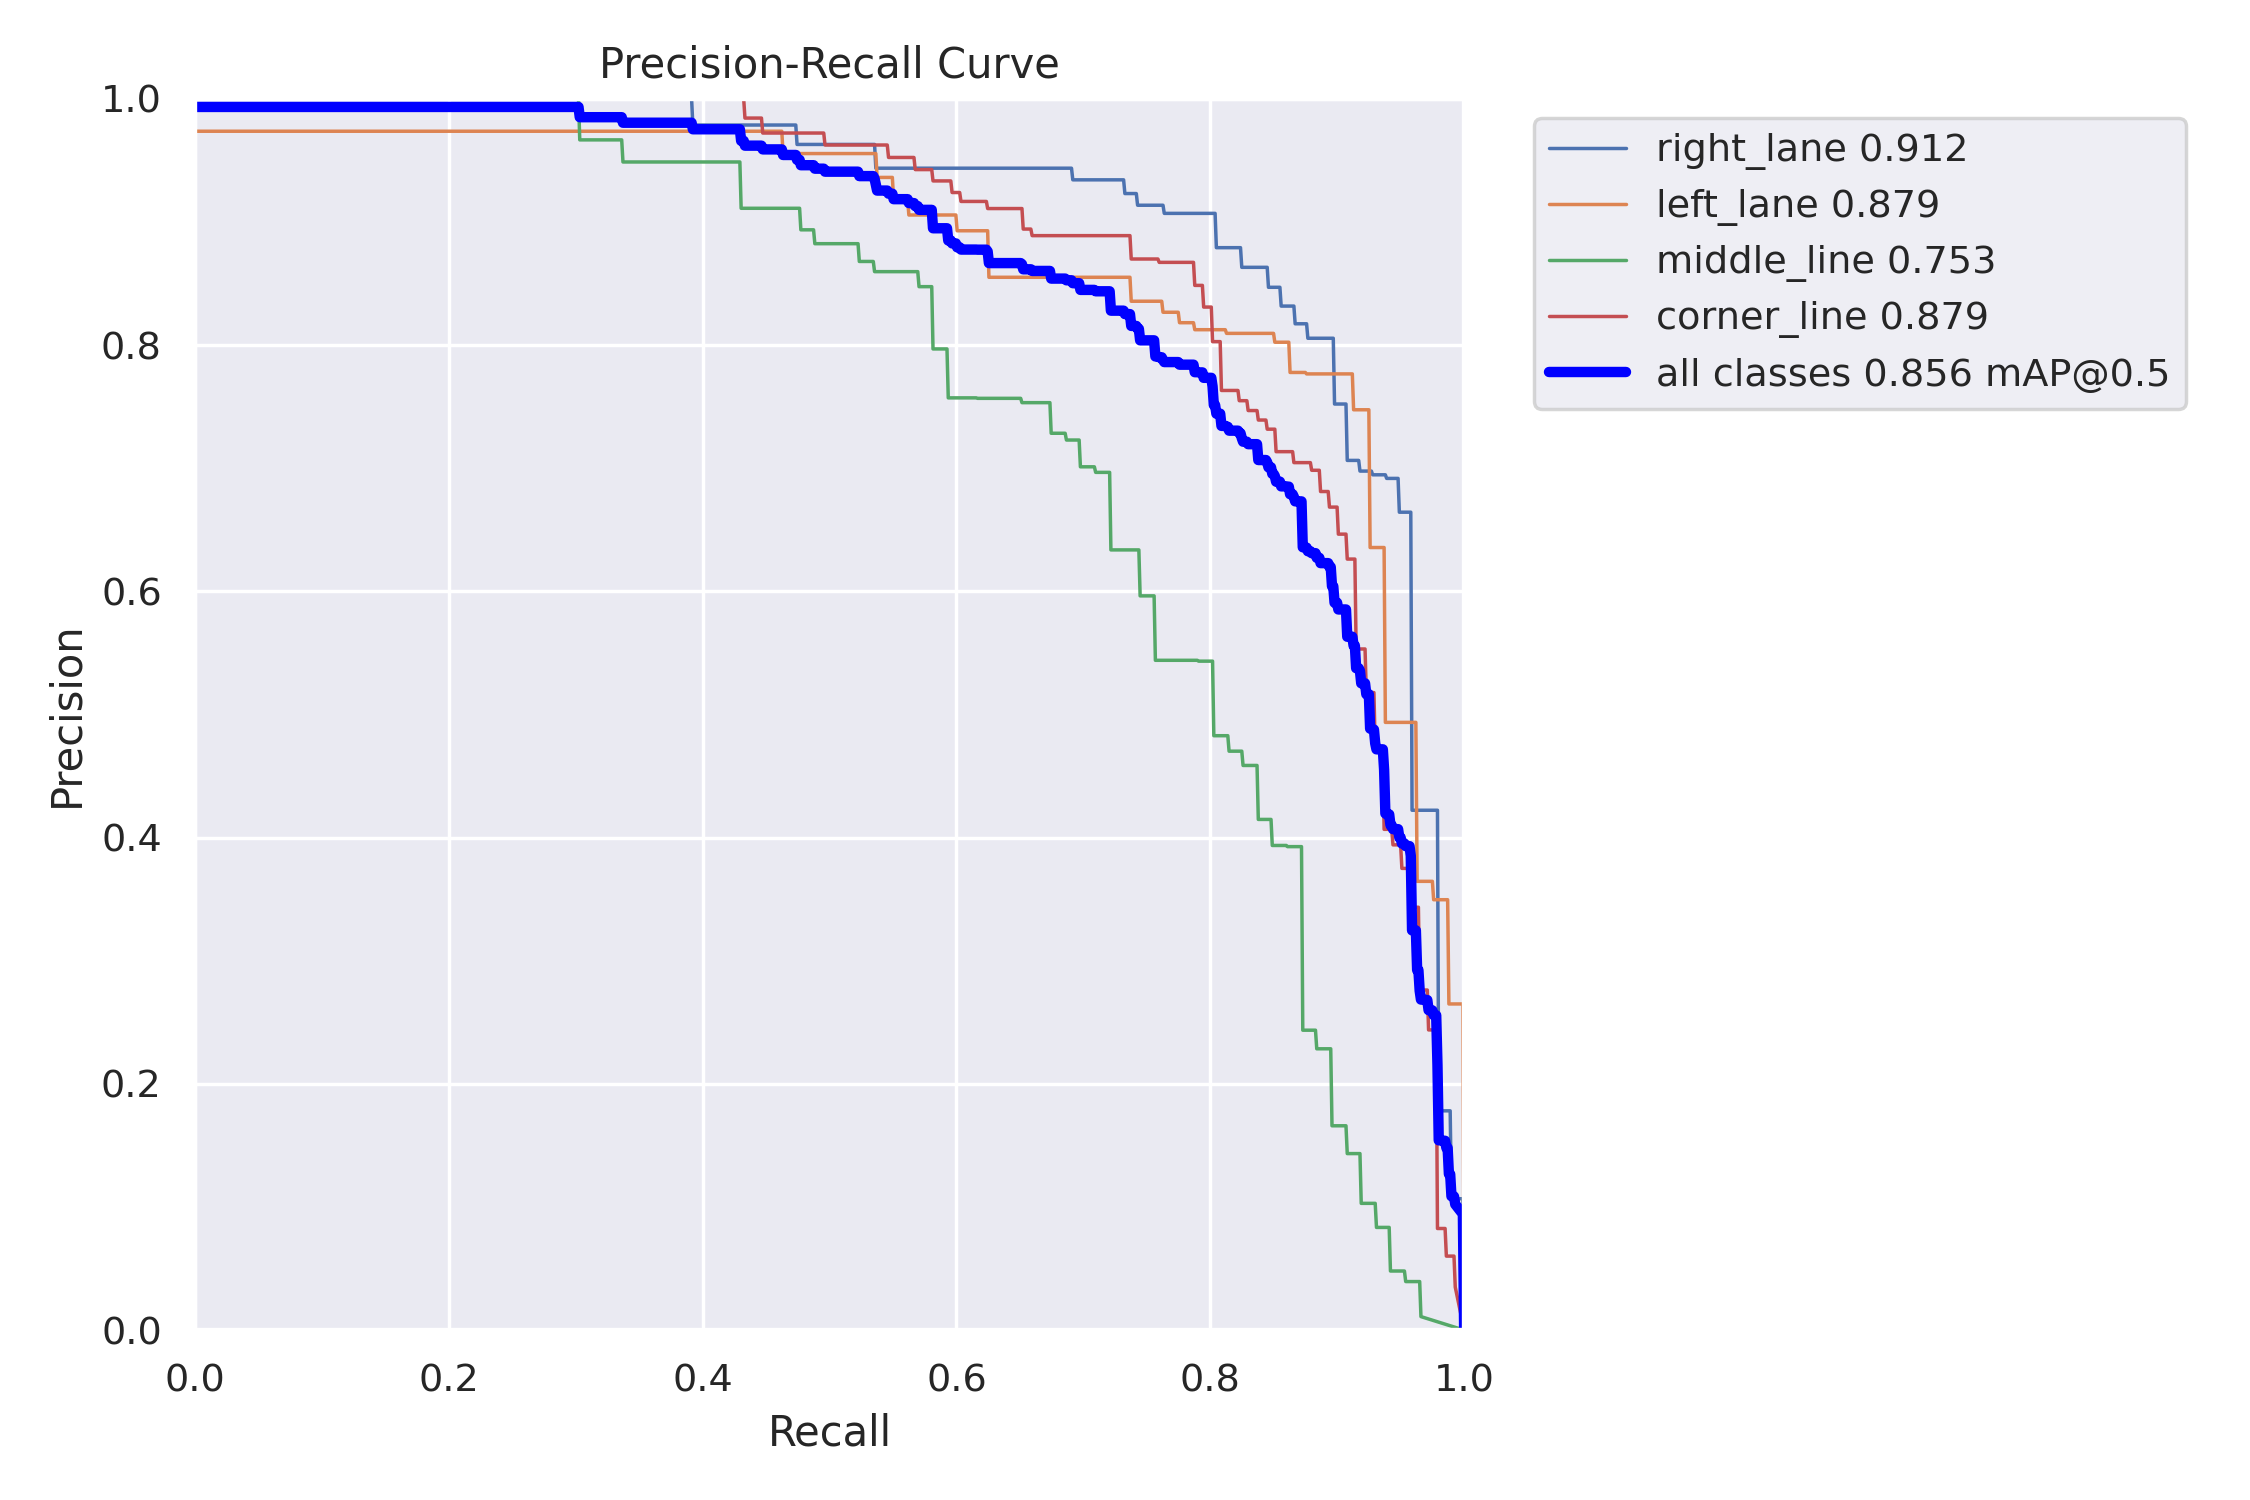 Precision-Recall Curve
1.0
0.8
0.6
0.4
0.2
0.0
Precision
0.0 0.2 0.4 0.6 0.8 1.0
Recall
right_lane 0.912
left_lane 0.879
middle_line 0.753
corner_line 0.879
all classes 0.856 mAP@0.5